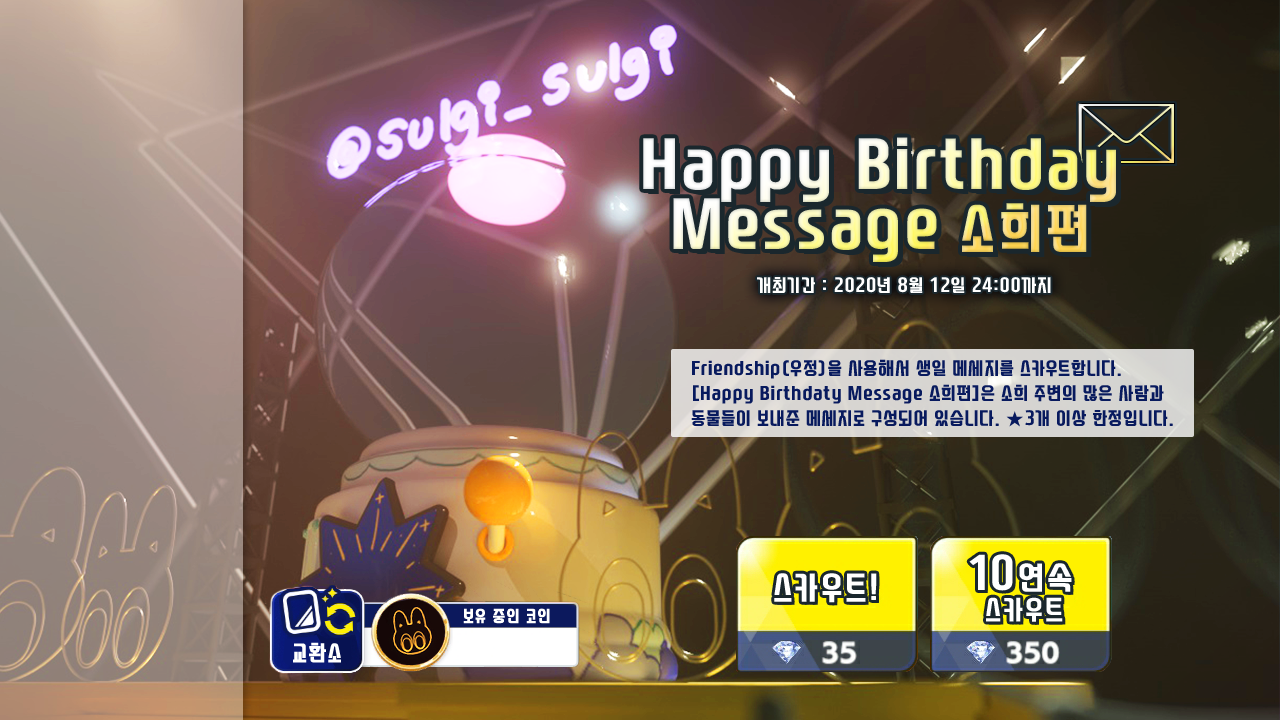 @sulgi_sulgi
Happy Birthday
Message 소희편
개최기간 : 2020년 8월 12일 24:00까지
Friendship(우정)을 사용해서 생일 메세지를 스카우트합니다.
[Happy Birthdaty Message 소희편]은 소희 주변의 많은 사람과
동물들이 보내준 메세지로 구성되어 있습니다. ★3개 이상 한정입니다.
스카우트!
35
10연속
스카우트
350
교환소
보유 중인 코인